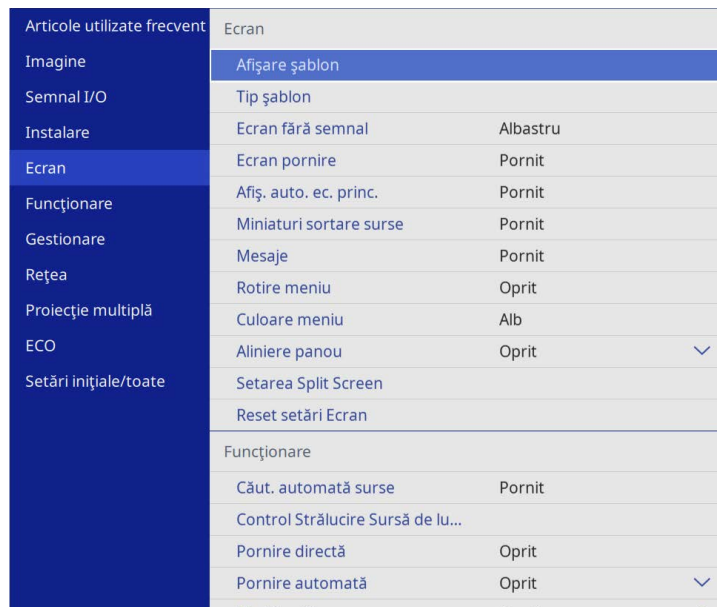 Articole utilizate frecvent
Imagine
Semnal I/O
Instalare
Ecran
Funcţionare
Gestionare
Reţea
Proiecţie multiplă
ECO
Setări iniţiale/toate
Ecran
Afişare şablon
Tip şablon
Ecran fără semnal Albastru
Ecran pornire Pornit
Afiş. auto. ec. princ. Pornit
Miniaturi sortare surse Pornit
Mesaje Pornit
Rotire meniu Oprit
Culoare meniu Alb
Aliniere panou Oprit
Setarea Split Screen
Reset setări Ecran
Funcţionare
Căut. automată surse Pornit
Control Strălucire Sursă de lu...
Pornire directă Oprit
Pornire automată Oprit